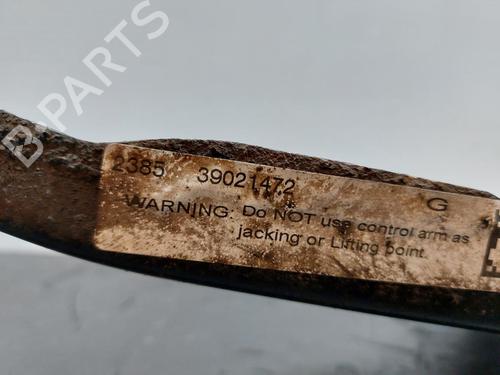 B-PARTS
2385 39021472 G
WARNING: Do NOT use control arm as
jacking or Lifting point.